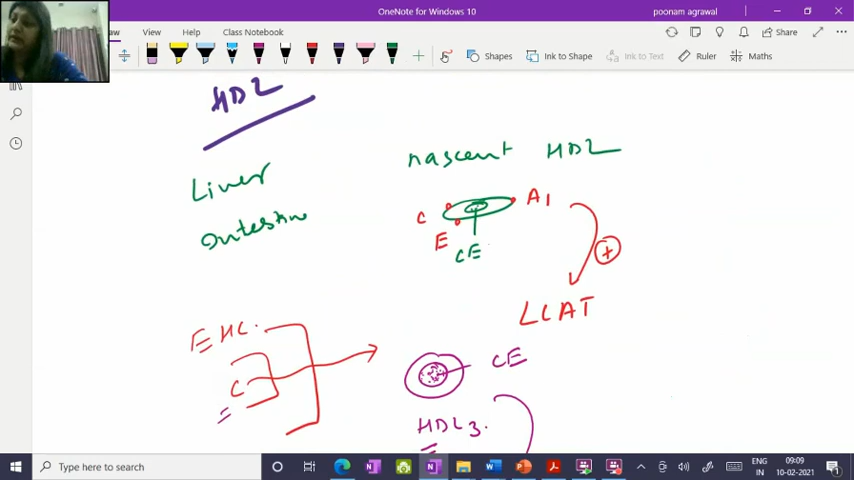 OneNote for Windows 10
poonam agrawal
aw
View
Help
Class Notebook
Share
Shapes
Ink to Shape
Ink to Text
Ruler
Maths
HDL
nascent HDL
Liver
Intestine
C
A1
E
CE
+
LCAT
EHC.
C
CE
HDL3.
Type here to search
ENG
IN
09:09
10-02-2021